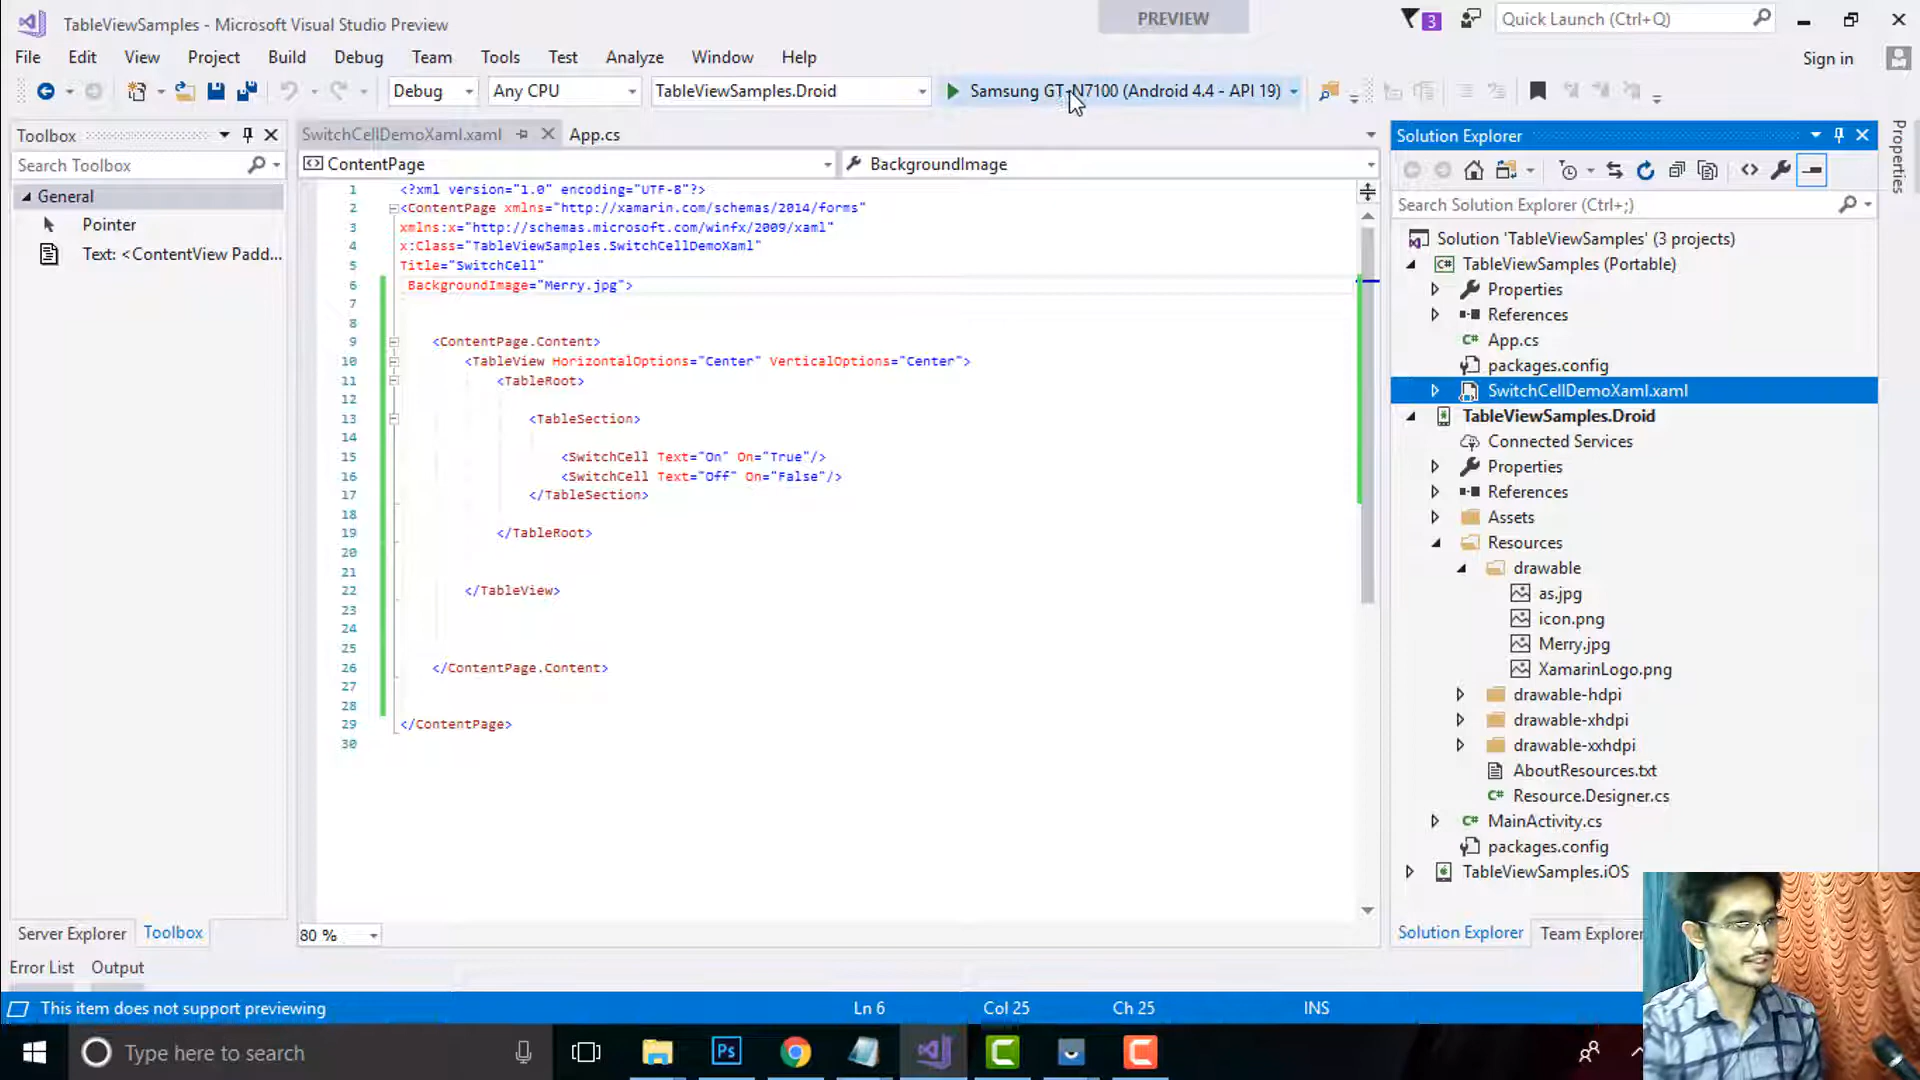 TableViewSamples - Microsoft Visual Studio Preview
PREVIEW
3
Quick Launch (Ctrl+Q)
File Edit View Project Build Debug Team Tools Test Analyze Window Help
Sign in
Debug Any CPU TableViewSamples.Droid Samsung GT-N7100 (Android 4.4 - API 19)
Toolbox
Search Toolbox
General
Pointer
Text: <ContentView Padd...
SwitchCellDemoXaml.xaml App.cs
ContentPage BackgroundImage
1 <?xml version="1.0" encoding="UTF-8"?>
2 <ContentPage xmlns="http://xamarin.com/schemas/2014/forms"
3 xmlns:x="http://schemas.microsoft.com/winfx/2009/xaml"
4 x:Class="TableViewSamples.SwitchCellDemoXaml"
5 Title="SwitchCell"
6 BackgroundImage="Merry.jpg">
7
8
9 <ContentPage.Content>
10 <TableView HorizontalOptions="Center" VerticalOptions="Center">
11 <TableRoot>
12
13 <TableSection>
14
15 <SwitchCell Text="On" On="True"/>
16 <SwitchCell Text="Off" On="False"/>
17 </TableSection>
18
19 </TableRoot>
20
21
22 </TableView>
23
24
25
26 </ContentPage.Content>
27
28
29 </ContentPage>
30
80 %
Solution Explorer
Search Solution Explorer (Ctrl+;)
Solution 'TableViewSamples' (3 projects)
TableViewSamples (Portable)
Properties
References
App.cs
packages.config
SwitchCellDemoXaml.xaml
TableViewSamples.Droid
Connected Services
Properties
References
Assets
Resources
drawable
as.jpg
icon.png
Merry.jpg
XamarinLogo.png
drawable-hdpi
drawable-xhdpi
drawable-xxhdpi
AboutResources.txt
Resource.Designer.cs
MainActivity.cs
packages.config
TableViewSamples.iOS
Solution Explorer Team Explorer
Properties
Server Explorer Toolbox
Error List Output
This item does not support previewing Ln 6 Col 25 Ch 25 INS
Type here to search
Ps